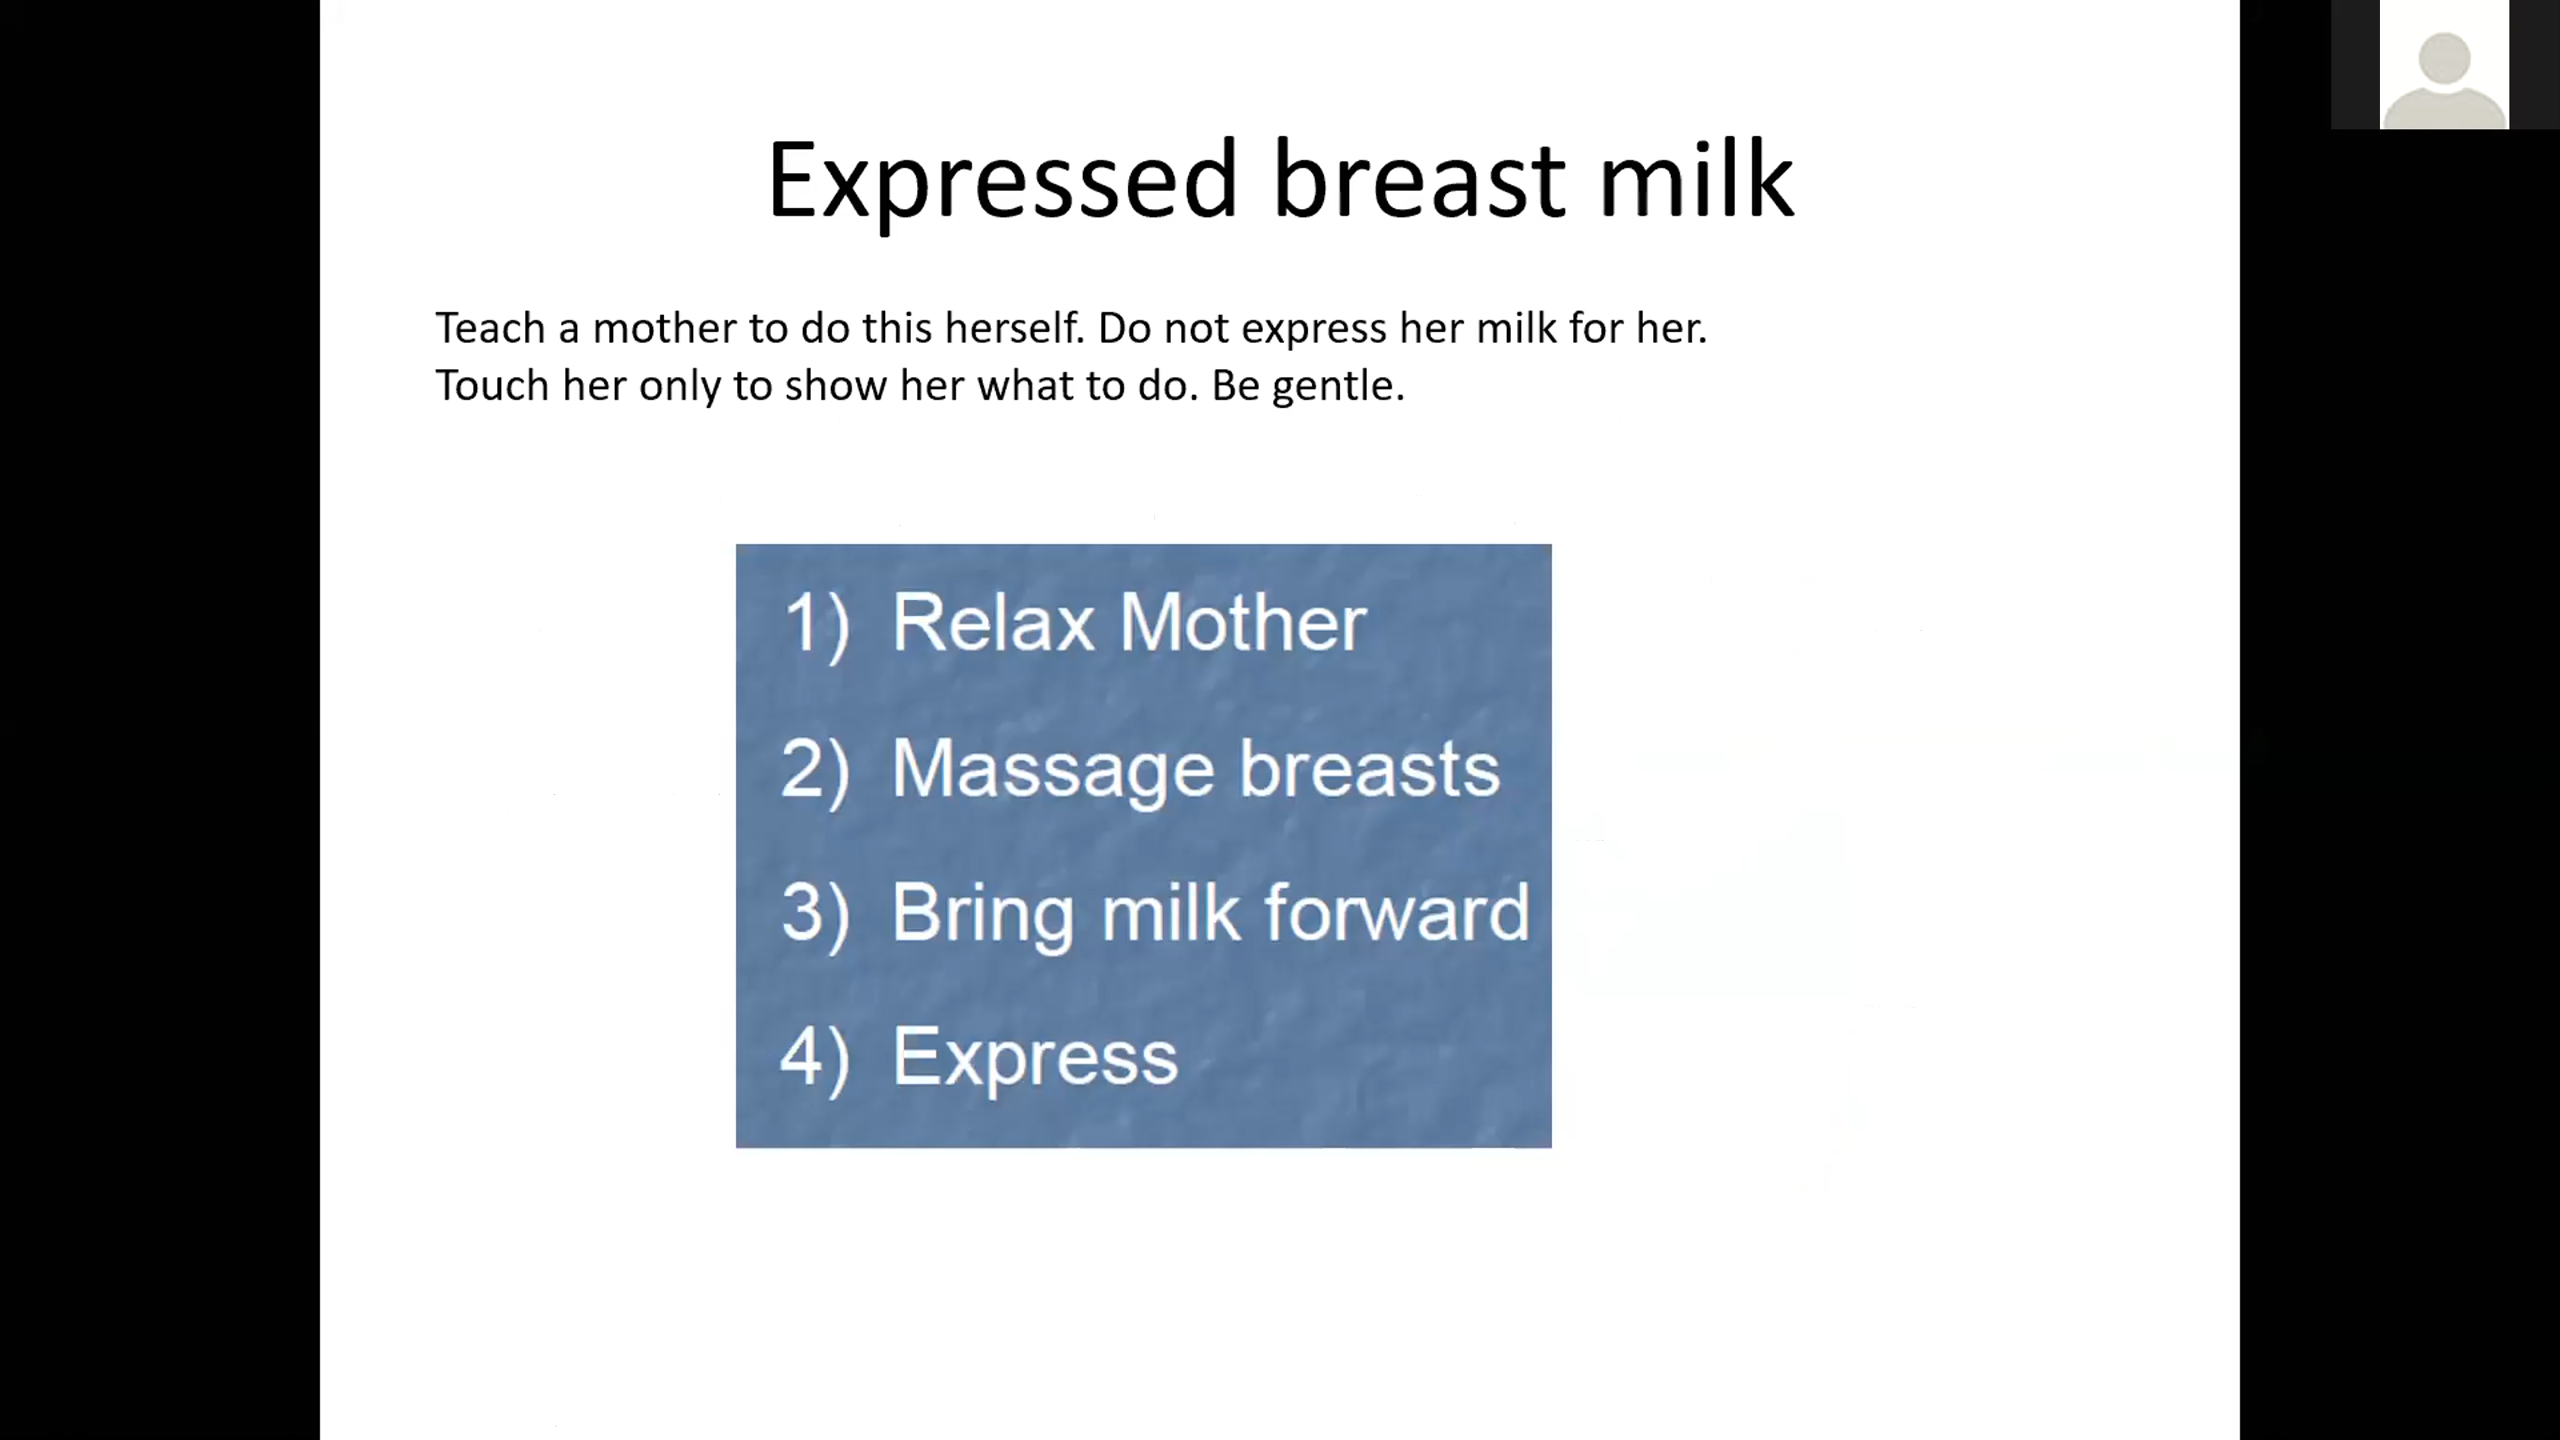 Expressed breast milk
Teach a mother to do this herself. Do not express her milk for her.
Touch her only to show her what to do. Be gentle.
1) Relax Mother
2) Massage breasts
3) Bring milk forward
4) Express